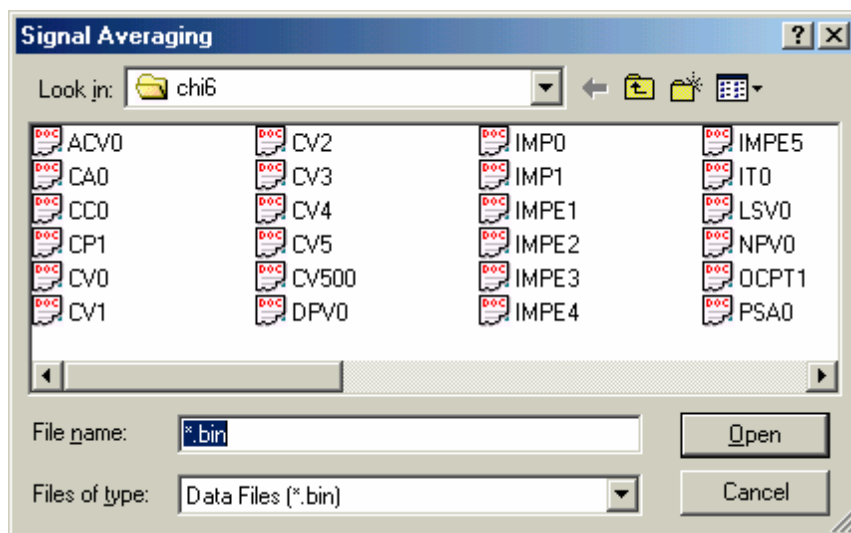 Signal Averaging
Look in: chi6
ACV0 CV2 IMP0 IMPE5
CA0 CV3 IMP1 IT0
CC0 CV4 IMPE1 LSV0
CP1 CV5 IMPE2 NPV0
CV0 CV500 IMPE3 OCPT1
CV1 DPV0 IMPE4 PSA0
File name: *.bin Open
Files of type: Data Files (*.bin) Cancel